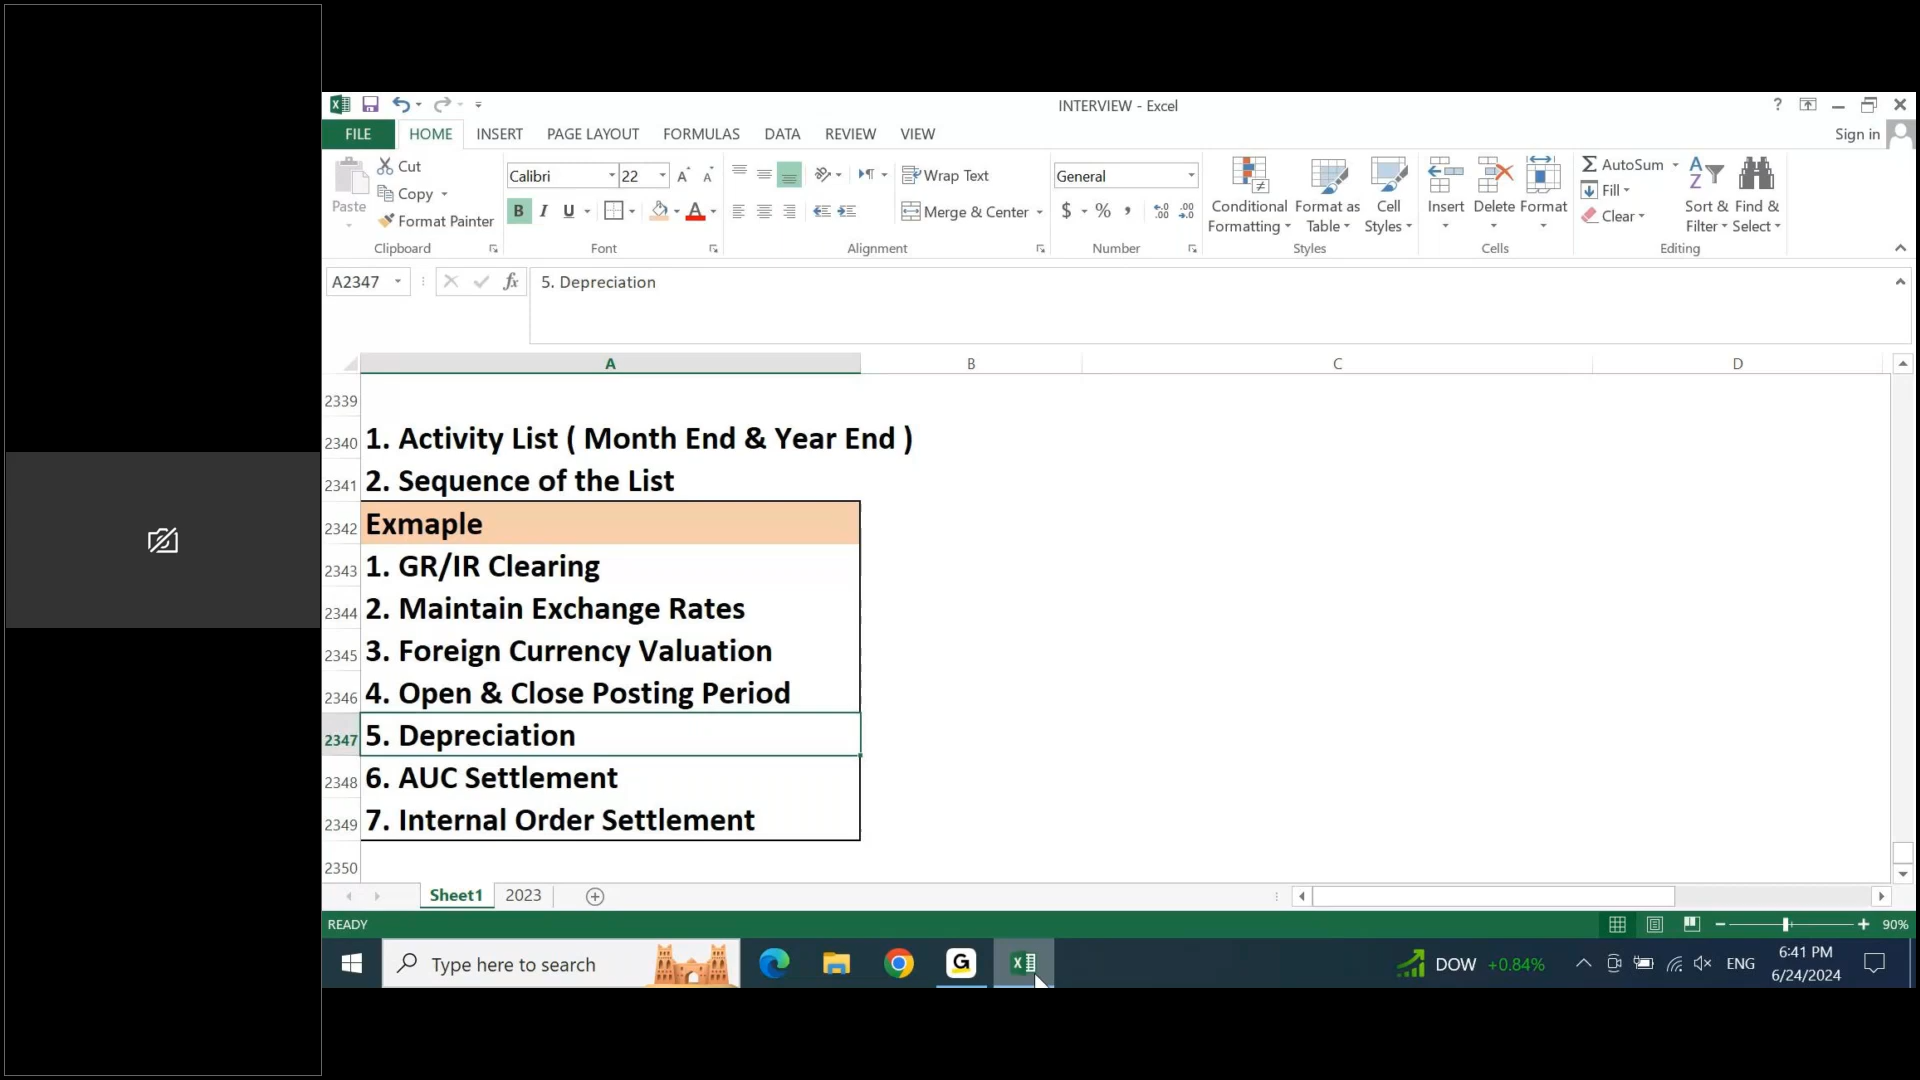 INTERVIEW - Excel
?
FILE HOME INSERT PAGE LAYOUT FORMULAS DATA REVIEW VIEW
Sign in
Paste
Cut
Copy
Format Painter
Clipboard
Calibri 22
B I U
Font
Wrap Text
Merge & Center
Alignment
General
$ % ,
Number
Conditional Formatting
Format as Table
Cell Styles
Styles
Insert Delete Format
Cells
AutoSum
Fill
Clear
Sort & Filter
Find & Select
Editing
A2347
fx
5. Depreciation
A B C D
2339
2340 1. Activity List ( Month End & Year End )
2341 2. Sequence of the List
2342 Exmaple
2343 1. GR/IR Clearing
2344 2. Maintain Exchange Rates
2345 3. Foreign Currency Valuation
2346 4. Open & Close Posting Period
2347 5. Depreciation
2348 6. AUC Settlement
2349 7. Internal Order Settlement
2350
Sheet1 2023
READY
90%
Type here to search
DOW +0.84%
ENG
6:41 PM
6/24/2024